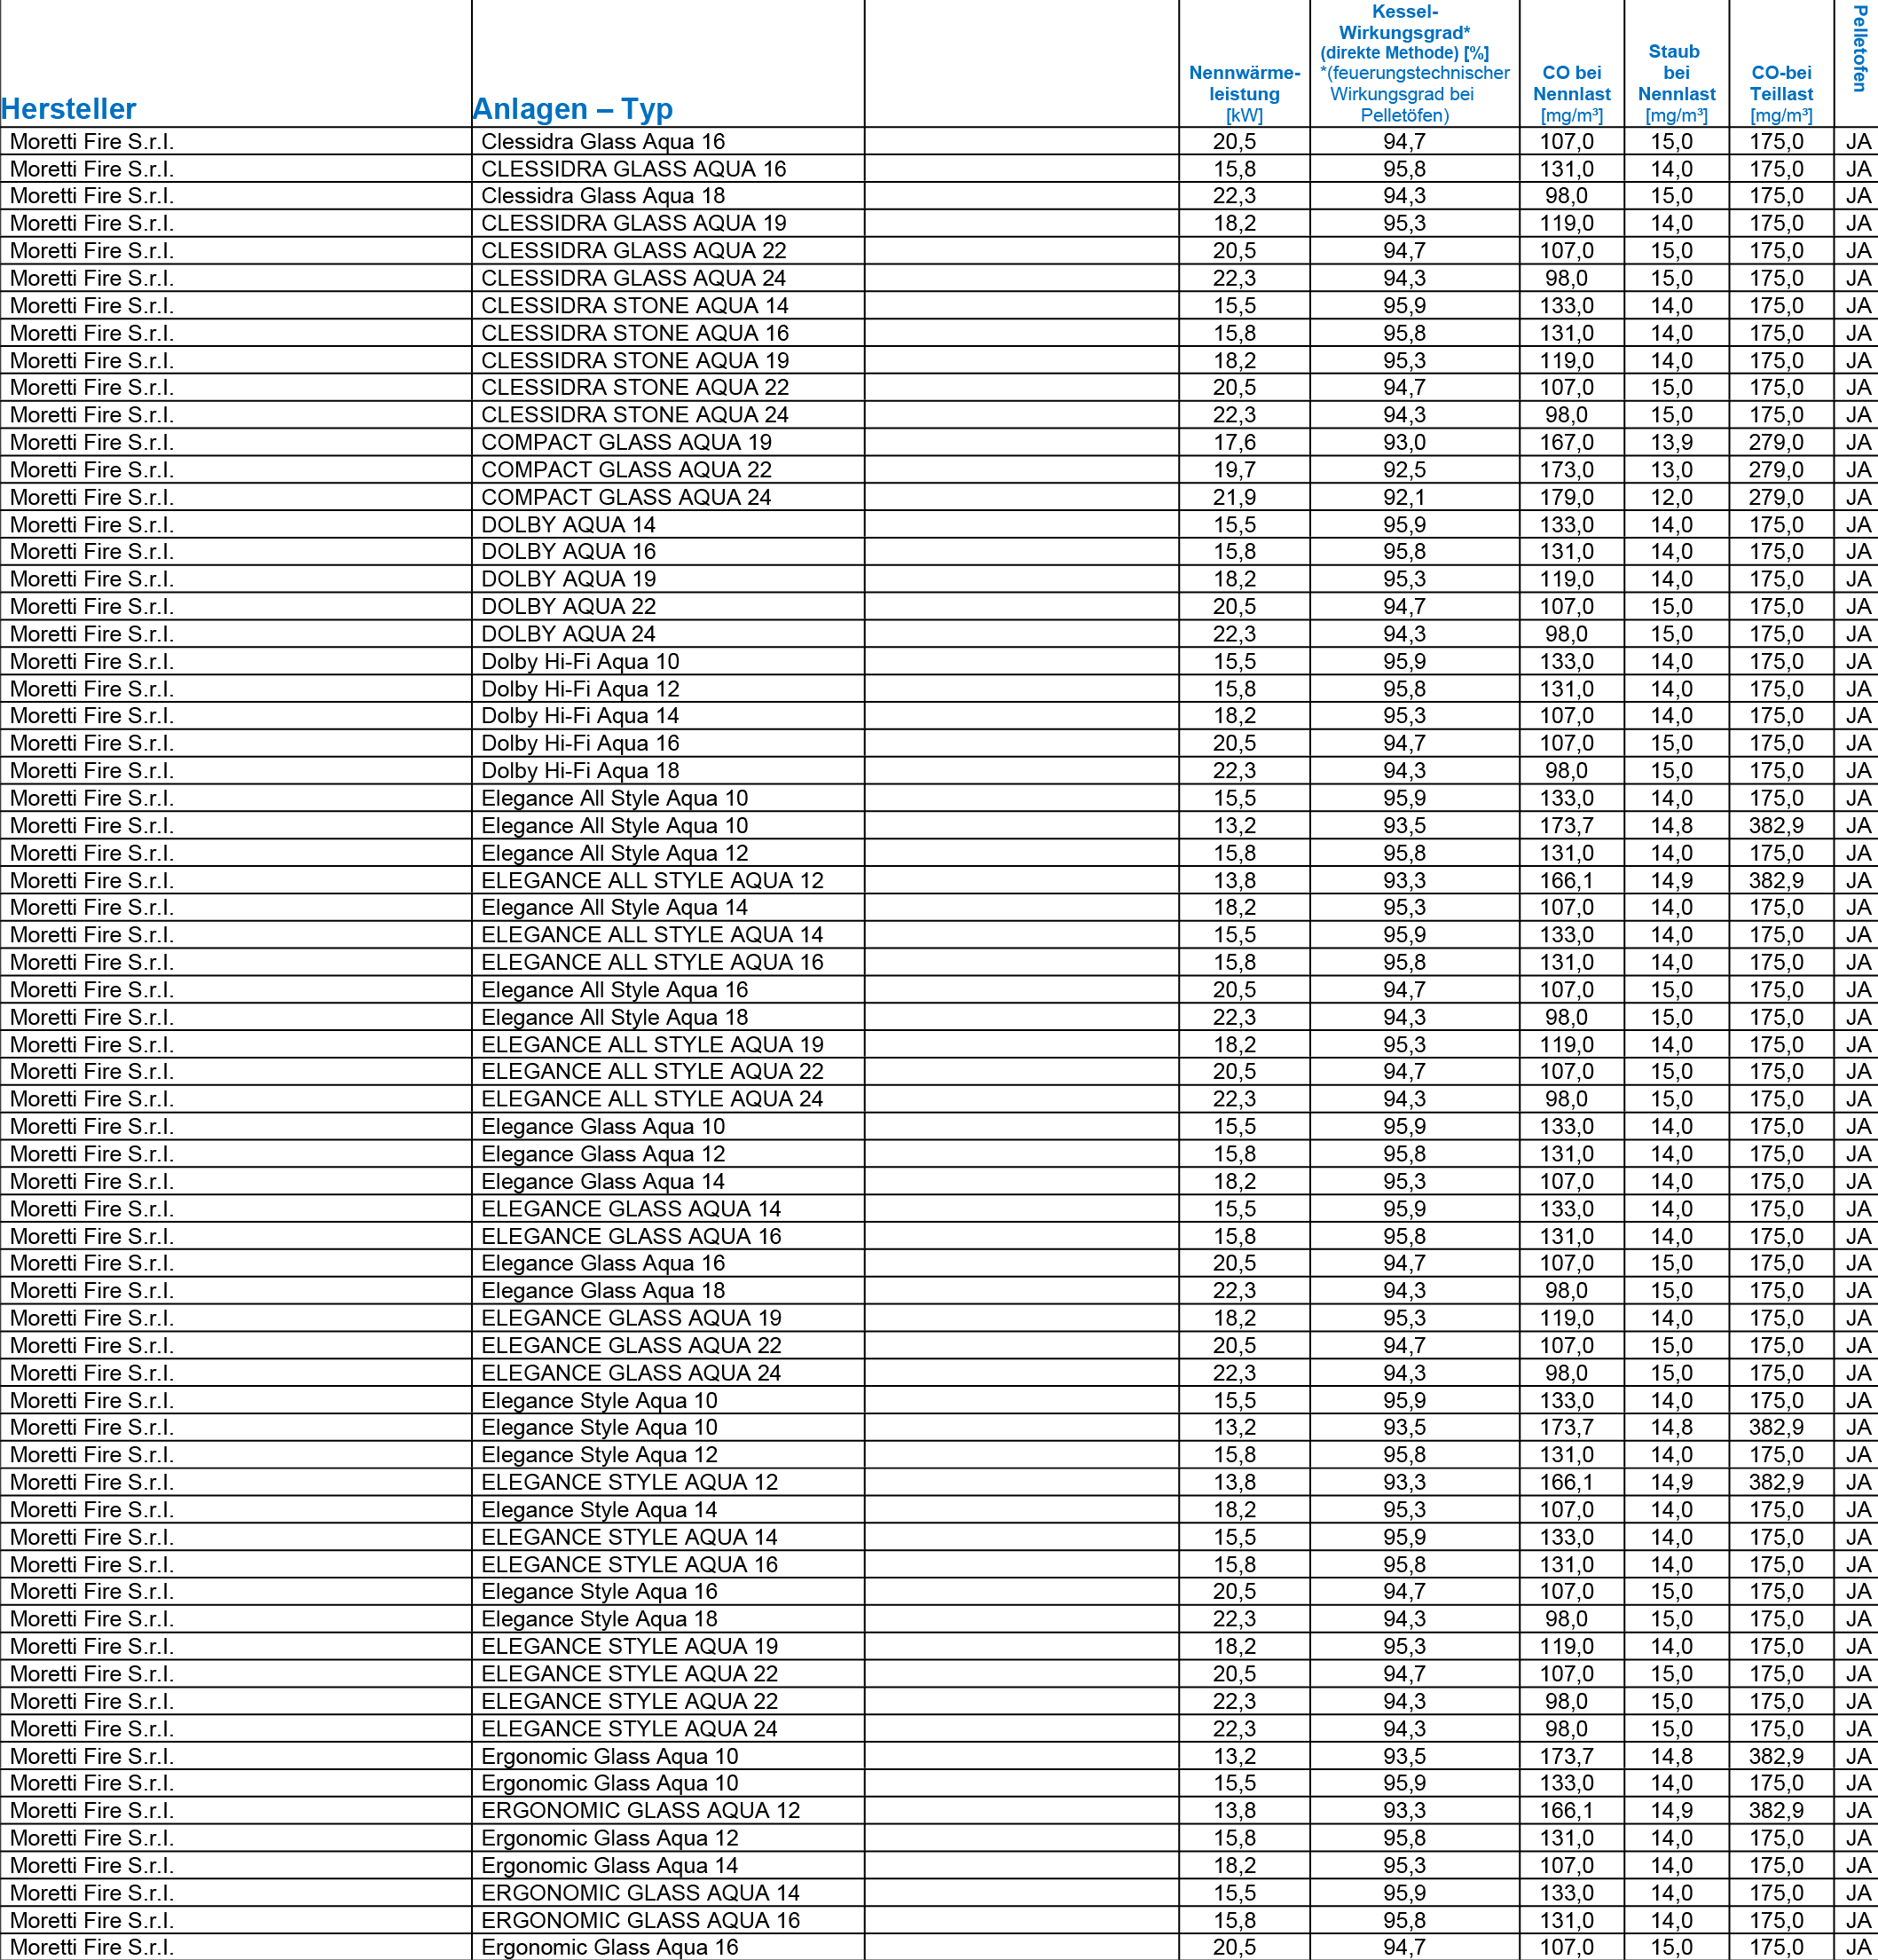 Hersteller Anlagen – Typ Nennwärme-leistung [kW] Kessel-Wirkungsgrad* (direkte Methode) [%] *(feuerungstechnischer Wirkungsgrad bei Pelletöfen) CO bei Nennlast [mg/m³] Staub bei Nennlast [mg/m³] CO-bei Teillast [mg/m³] Pelletofen
Moretti Fire S.r.l. Clessidra Glass Aqua 16 20,5 94,7 107,0 15,0 175,0 JA
Moretti Fire S.r.l. CLESSIDRA GLASS AQUA 16 15,8 95,8 131,0 14,0 175,0 JA
Moretti Fire S.r.l. Clessidra Glass Aqua 18 22,3 94,3 98,0 15,0 175,0 JA
Moretti Fire S.r.l. CLESSIDRA GLASS AQUA 19 18,2 95,3 119,0 14,0 175,0 JA
Moretti Fire S.r.l. CLESSIDRA GLASS AQUA 22 20,5 94,7 107,0 15,0 175,0 JA
Moretti Fire S.r.l. CLESSIDRA GLASS AQUA 24 22,3 94,3 98,0 15,0 175,0 JA
Moretti Fire S.r.l. CLESSIDRA STONE AQUA 14 15,5 95,9 133,0 14,0 175,0 JA
Moretti Fire S.r.l. CLESSIDRA STONE AQUA 16 15,8 95,8 131,0 14,0 175,0 JA
Moretti Fire S.r.l. CLESSIDRA STONE AQUA 19 18,2 95,3 119,0 14,0 175,0 JA
Moretti Fire S.r.l. CLESSIDRA STONE AQUA 22 20,5 94,7 107,0 15,0 175,0 JA
Moretti Fire S.r.l. CLESSIDRA STONE AQUA 24 22,3 94,3 98,0 15,0 175,0 JA
Moretti Fire S.r.l. COMPACT GLASS AQUA 19 17,6 93,0 167,0 13,9 279,0 JA
Moretti Fire S.r.l. COMPACT GLASS AQUA 22 19,7 92,5 173,0 13,0 279,0 JA
Moretti Fire S.r.l. COMPACT GLASS AQUA 24 21,9 92,1 179,0 12,0 279,0 JA
Moretti Fire S.r.l. DOLBY AQUA 14 15,5 95,9 133,0 14,0 175,0 JA
Moretti Fire S.r.l. DOLBY AQUA 16 15,8 95,8 131,0 14,0 175,0 JA
Moretti Fire S.r.l. DOLBY AQUA 19 18,2 95,3 119,0 14,0 175,0 JA
Moretti Fire S.r.l. DOLBY AQUA 22 20,5 94,7 107,0 15,0 175,0 JA
Moretti Fire S.r.l. DOLBY AQUA 24 22,3 94,3 98,0 15,0 175,0 JA
Moretti Fire S.r.l. Dolby Hi-Fi Aqua 10 15,5 95,9 133,0 14,0 175,0 JA
Moretti Fire S.r.l. Dolby Hi-Fi Aqua 12 15,8 95,8 131,0 14,0 175,0 JA
Moretti Fire S.r.l. Dolby Hi-Fi Aqua 14 18,2 95,3 107,0 14,0 175,0 JA
Moretti Fire S.r.l. Dolby Hi-Fi Aqua 16 20,5 94,7 107,0 15,0 175,0 JA
Moretti Fire S.r.l. Dolby Hi-Fi Aqua 18 22,3 94,3 98,0 15,0 175,0 JA
Moretti Fire S.r.l. Elegance All Style Aqua 10 15,5 95,9 133,0 14,0 175,0 JA
Moretti Fire S.r.l. Elegance All Style Aqua 10 13,2 93,5 173,7 14,8 382,9 JA
Moretti Fire S.r.l. Elegance All Style Aqua 12 15,8 95,8 131,0 14,0 175,0 JA
Moretti Fire S.r.l. ELEGANCE ALL STYLE AQUA 12 13,8 93,3 166,1 14,9 382,9 JA
Moretti Fire S.r.l. Elegance All Style Aqua 14 18,2 95,3 107,0 14,0 175,0 JA
Moretti Fire S.r.l. ELEGANCE ALL STYLE AQUA 14 15,5 95,9 133,0 14,0 175,0 JA
Moretti Fire S.r.l. ELEGANCE ALL STYLE AQUA 16 15,8 95,8 131,0 14,0 175,0 JA
Moretti Fire S.r.l. Elegance All Style Aqua 16 20,5 94,7 107,0 15,0 175,0 JA
Moretti Fire S.r.l. Elegance All Style Aqua 18 22,3 94,3 98,0 15,0 175,0 JA
Moretti Fire S.r.l. ELEGANCE ALL STYLE AQUA 19 18,2 95,3 119,0 14,0 175,0 JA
Moretti Fire S.r.l. ELEGANCE ALL STYLE AQUA 22 20,5 94,7 107,0 15,0 175,0 JA
Moretti Fire S.r.l. ELEGANCE ALL STYLE AQUA 24 22,3 94,3 98,0 15,0 175,0 JA
Moretti Fire S.r.l. Elegance Glass Aqua 10 15,5 95,9 133,0 14,0 175,0 JA
Moretti Fire S.r.l. Elegance Glass Aqua 12 15,8 95,8 131,0 14,0 175,0 JA
Moretti Fire S.r.l. Elegance Glass Aqua 14 18,2 95,3 107,0 14,0 175,0 JA
Moretti Fire S.r.l. ELEGANCE GLASS AQUA 14 15,5 95,9 133,0 14,0 175,0 JA
Moretti Fire S.r.l. ELEGANCE GLASS AQUA 16 15,8 95,8 131,0 14,0 175,0 JA
Moretti Fire S.r.l. Elegance Glass Aqua 16 20,5 94,7 107,0 15,0 175,0 JA
Moretti Fire S.r.l. Elegance Glass Aqua 18 22,3 94,3 98,0 15,0 175,0 JA
Moretti Fire S.r.l. ELEGANCE GLASS AQUA 19 18,2 95,3 119,0 14,0 175,0 JA
Moretti Fire S.r.l. ELEGANCE GLASS AQUA 22 20,5 94,7 107,0 15,0 175,0 JA
Moretti Fire S.r.l. ELEGANCE GLASS AQUA 24 22,3 94,3 98,0 15,0 175,0 JA
Moretti Fire S.r.l. Elegance Style Aqua 10 15,5 95,9 133,0 14,0 175,0 JA
Moretti Fire S.r.l. Elegance Style Aqua 10 13,2 93,5 173,7 14,8 382,9 JA
Moretti Fire S.r.l. Elegance Style Aqua 12 15,8 95,8 131,0 14,0 175,0 JA
Moretti Fire S.r.l. ELEGANCE STYLE AQUA 12 13,8 93,3 166,1 14,9 382,9 JA
Moretti Fire S.r.l. Elegance Style Aqua 14 18,2 95,3 107,0 14,0 175,0 JA
Moretti Fire S.r.l. ELEGANCE STYLE AQUA 14 15,5 95,9 133,0 14,0 175,0 JA
Moretti Fire S.r.l. ELEGANCE STYLE AQUA 16 15,8 95,8 131,0 14,0 175,0 JA
Moretti Fire S.r.l. Elegance Style Aqua 16 20,5 94,7 107,0 15,0 175,0 JA
Moretti Fire S.r.l. Elegance Style Aqua 18 22,3 94,3 98,0 15,0 175,0 JA
Moretti Fire S.r.l. ELEGANCE STYLE AQUA 19 18,2 95,3 119,0 14,0 175,0 JA
Moretti Fire S.r.l. ELEGANCE STYLE AQUA 22 20,5 94,7 107,0 15,0 175,0 JA
Moretti Fire S.r.l. ELEGANCE STYLE AQUA 22 22,3 94,3 98,0 15,0 175,0 JA
Moretti Fire S.r.l. ELEGANCE STYLE AQUA 24 22,3 94,3 98,0 15,0 175,0 JA
Moretti Fire S.r.l. Ergonomic Glass Aqua 10 13,2 93,5 173,7 14,8 382,9 JA
Moretti Fire S.r.l. Ergonomic Glass Aqua 10 15,5 95,9 133,0 14,0 175,0 JA
Moretti Fire S.r.l. ERGONOMIC GLASS AQUA 12 13,8 93,3 166,1 14,9 382,9 JA
Moretti Fire S.r.l. Ergonomic Glass Aqua 12 15,8 95,8 131,0 14,0 175,0 JA
Moretti Fire S.r.l. Ergonomic Glass Aqua 14 18,2 95,3 107,0 14,0 175,0 JA
Moretti Fire S.r.l. ERGONOMIC GLASS AQUA 14 15,5 95,9 133,0 14,0 175,0 JA
Moretti Fire S.r.l. ERGONOMIC GLASS AQUA 16 15,8 95,8 131,0 14,0 175,0 JA
Moretti Fire S.r.l. Ergonomic Glass Aqua 16 20,5 94,7 107,0 15,0 175,0 JA